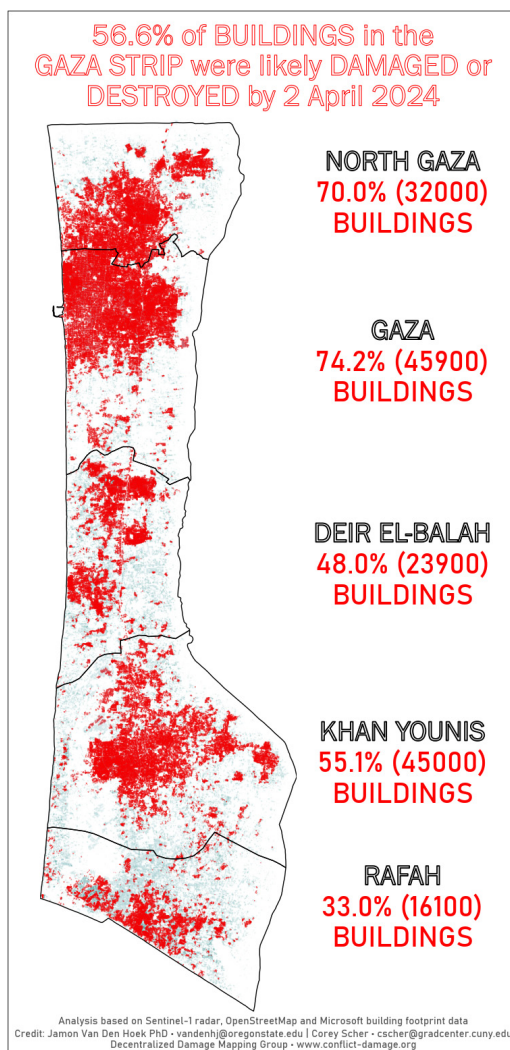 56.6% of BUILDINGS in the
GAZA STRIP were likely DAMAGED or
DESTROYED by 2 April 2024
NORTH GAZA
70.0% (32000)
BUILDINGS
GAZA
74.2% (45900)
BUILDINGS
DEIR EL-BALAH
48.0% (23900)
BUILDINGS
KHAN YOUNIS
55.1% (45000)
BUILDINGS
RAFAH
33.0% (16100)
BUILDINGS
Analysis based on Sentinel-1 radar, OpenStreetMap and Microsoft building footprint data
Credit: Jamon Van Den Hoek PhD • vandenhj@oregonstate.edu | Corey Scher • cscher@gradcenter.cuny.edu
Decentralized Damage Mapping Group • www.conflict-damage.org